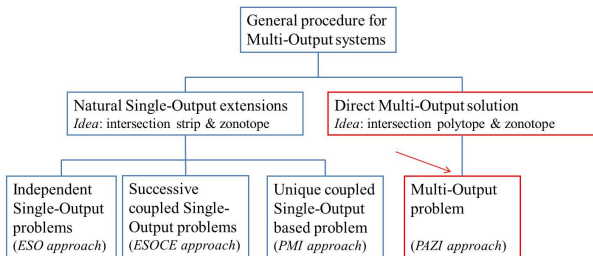 General procedure for
Multi-Output systems
Natural Single-Output extensions
Idea: intersection strip & zonotope
Direct Multi-Output solution
Idea: intersection polytope & zonotope
Independent
Single-Output
problems
(ESO approach)
Successive
coupled Single-
Output problems
(ESOCE approach)
Unique coupled
Single-Output
based problem
(PMI approach)
Multi-Output
problem
(PAZI approach)